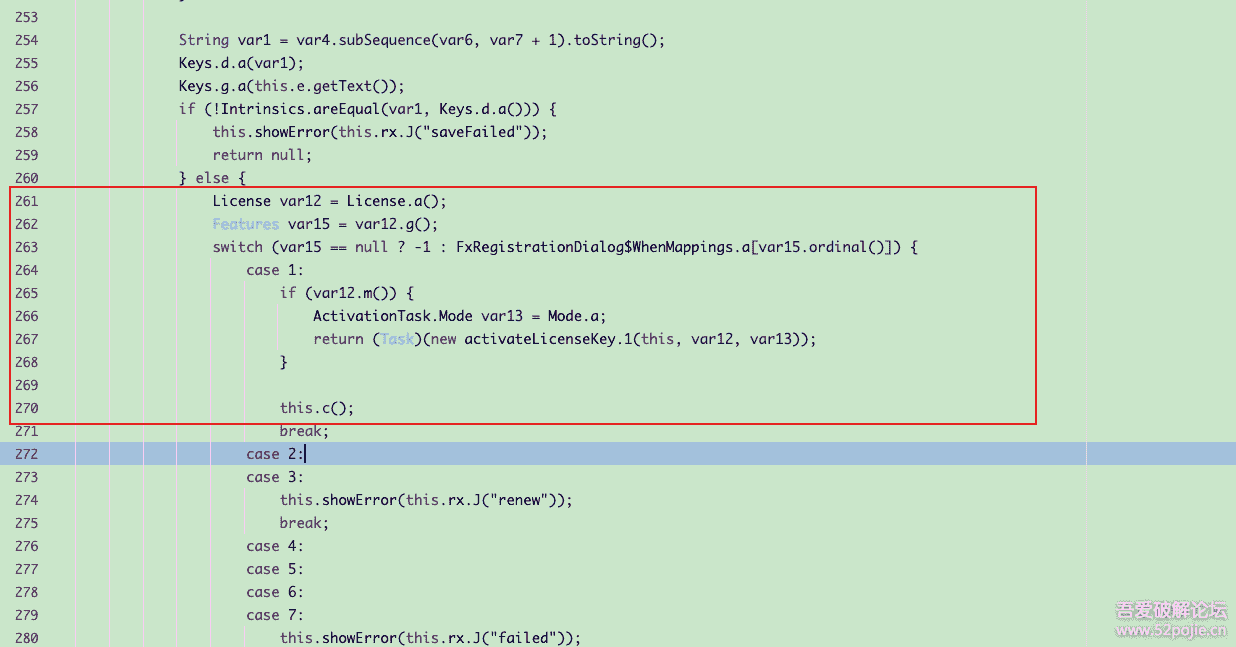 253
254 String var1 = var4.subSequence(var6, var7 + 1).toString();
255 Keys.d.a(var1);
256 Keys.g.a(this.e.getText());
257 if (!Intrinsics.areEqual(var1, Keys.d.a())) {
258 this.showError(this.rx.J("saveFailed"));
259 return null;
260 } else {
261 License var12 = License.a();
262 Features var15 = var12.g();
263 switch (var15 == null ? -1 : FxRegistrationDialog$WhenMappings.a[var15.ordinal()]) {
264 case 1:
265 if (var12.m()) {
266 ActivationTask.Mode var13 = Mode.a;
267 return (Task)(new activateLicenseKey.1(this, var12, var13));
268 }
269
270 this.c();
271 break;
272 case 2:
273 case 3:
274 this.showError(this.rx.J("renew"));
275 break;
276 case 4:
277 case 5:
278 case 6:
279 case 7:
280 this.showError(this.rx.J("failed"));
吾爱破解论坛
www.52pojie.cn